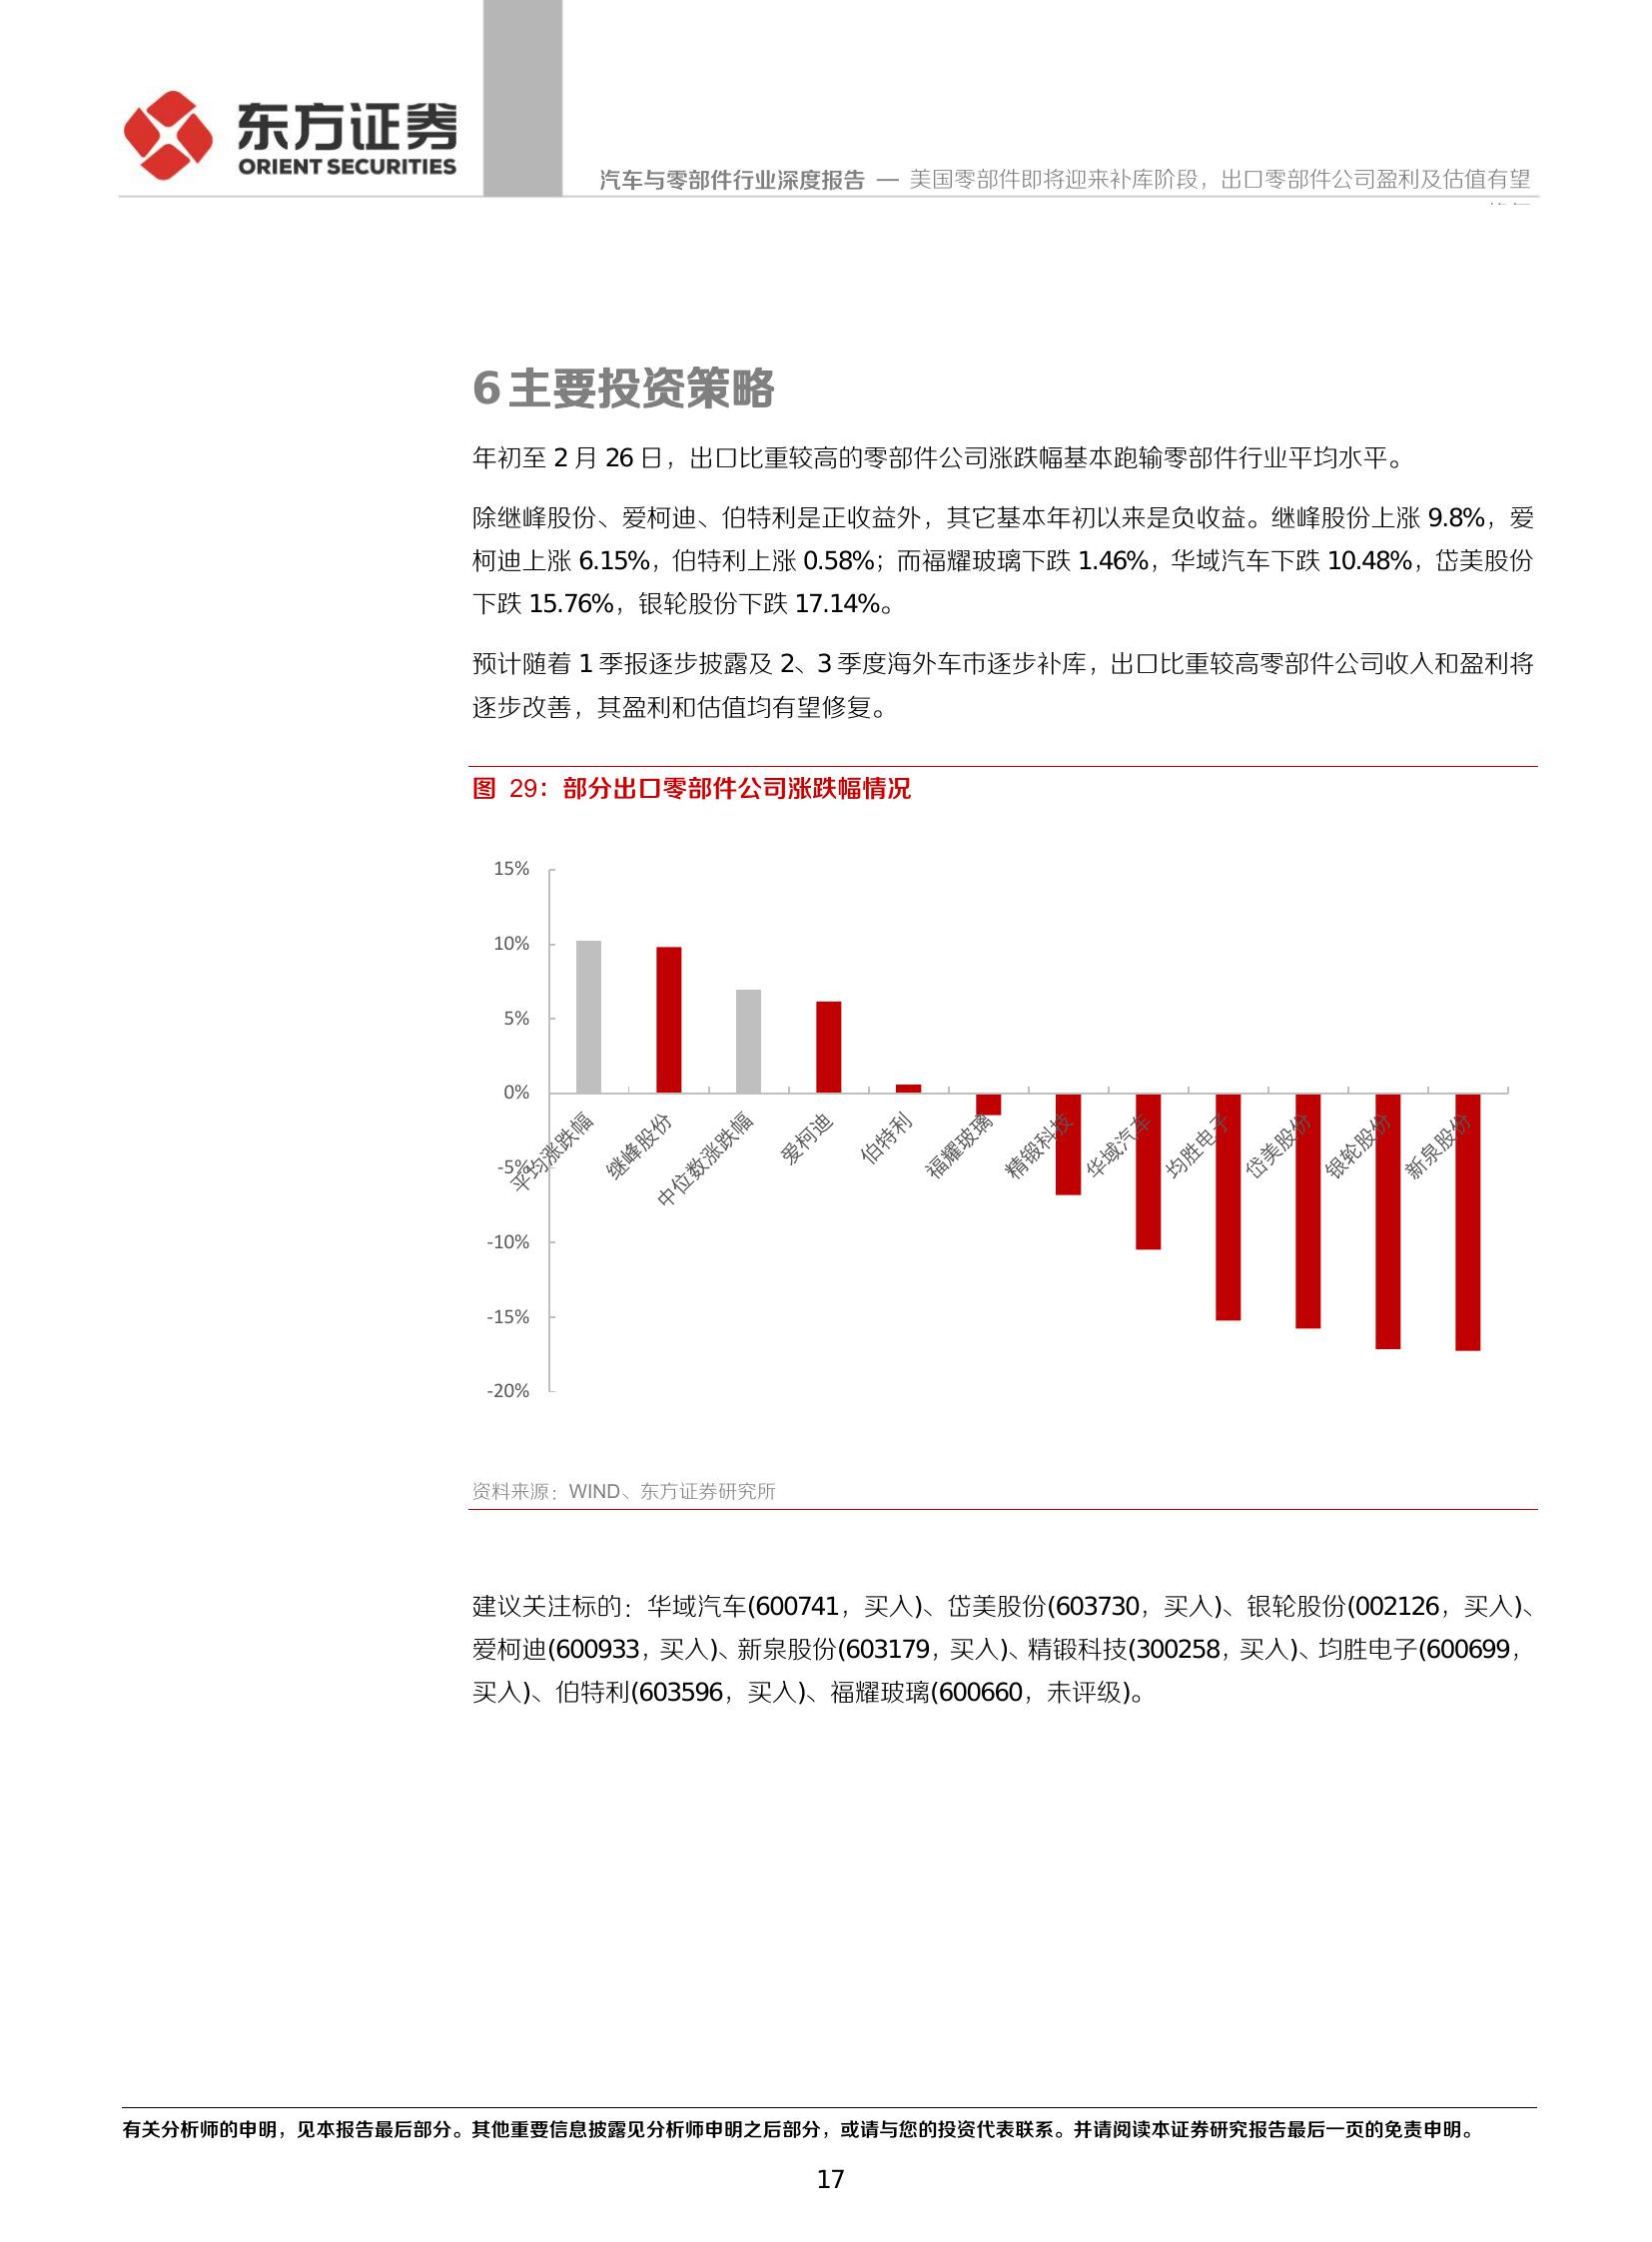 东方证券
ORIENT SECURITIES
汽车与零部件行业深度报告 — 美国零部件即将迎来补库阶段，出口零部件公司盈利及估值有望
6 主要投资策略
年初至 2 月 26 日，出口比重较高的零部件公司涨跌幅基本跑输零部件行业平均水平。
除继峰股份、爱柯迪、伯特利是正收益外，其它基本年初以来是负收益。继峰股份上涨 9.8%，爱
柯迪上涨 6.15%，伯特利上涨 0.58%；而福耀玻璃下跌 1.46%，华域汽车下跌 10.48%，岱美股份
下跌 15.76%，银轮股份下跌 17.14%。
预计随着 1 季报逐步披露及 2、3 季度海外车市逐步补库，出口比重较高零部件公司收入和盈利将
逐步改善，其盈利和估值均有望修复。
图 29：部分出口零部件公司涨跌幅情况
15%
10%
5%
0%
-5%
-10%
-15%
-20%
平均涨跌幅
继峰股份
中位数涨跌幅
爱柯迪
伯特利
福耀玻璃
精锻科技
华域汽车
均胜电子
岱美股份
银轮股份
新泉股份
资料来源：WIND、东方证券研究所
建议关注标的：华域汽车(600741，买入)、岱美股份(603730，买入)、银轮股份(002126，买入)、
爱柯迪(600933，买入)、新泉股份(603179，买入)、精锻科技(300258，买入)、均胜电子(600699，
买入)、伯特利(603596，买入)、福耀玻璃(600660，未评级)。
有关分析师的申明，见本报告最后部分。其他重要信息披露见分析师申明之后部分，或请与您的投资代表联系。并请阅读本证券研究报告最后一页的免责申明。
17